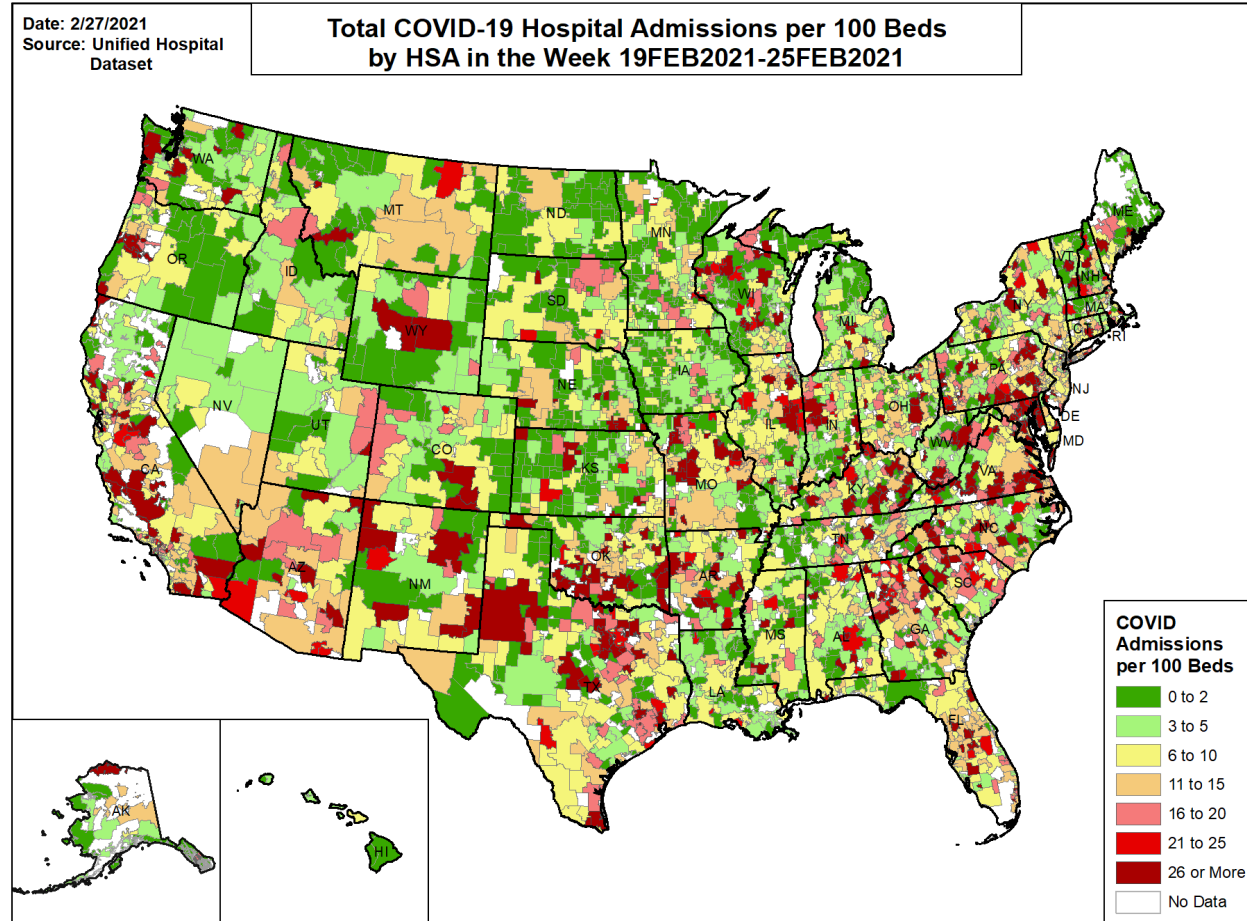 Date: 2/27/2021
Source: Unified Hospital
Dataset
Total COVID-19 Hospital Admissions per 100 Beds
by HSA in the Week 19FEB2021-25FEB2021
WA
MT
ND
MN
ME
OR
ID
SD
WI
VT
NH
NY
WY
MI
MA
CT
RI
IA
NE
PA
NV
NJ
OH
IL
IN
UT
DE
CO
WV
MD
CA
KS
VA
MO
KY
NC
TN
OK
AZ
NM
AR
SC
MS
AL
GA
TX
LA
FL
AK
HI
COVID
Admissions
per 100 Beds
0 to 2
3 to 5
6 to 10
11 to 15
16 to 20
21 to 25
26 or More
No Data